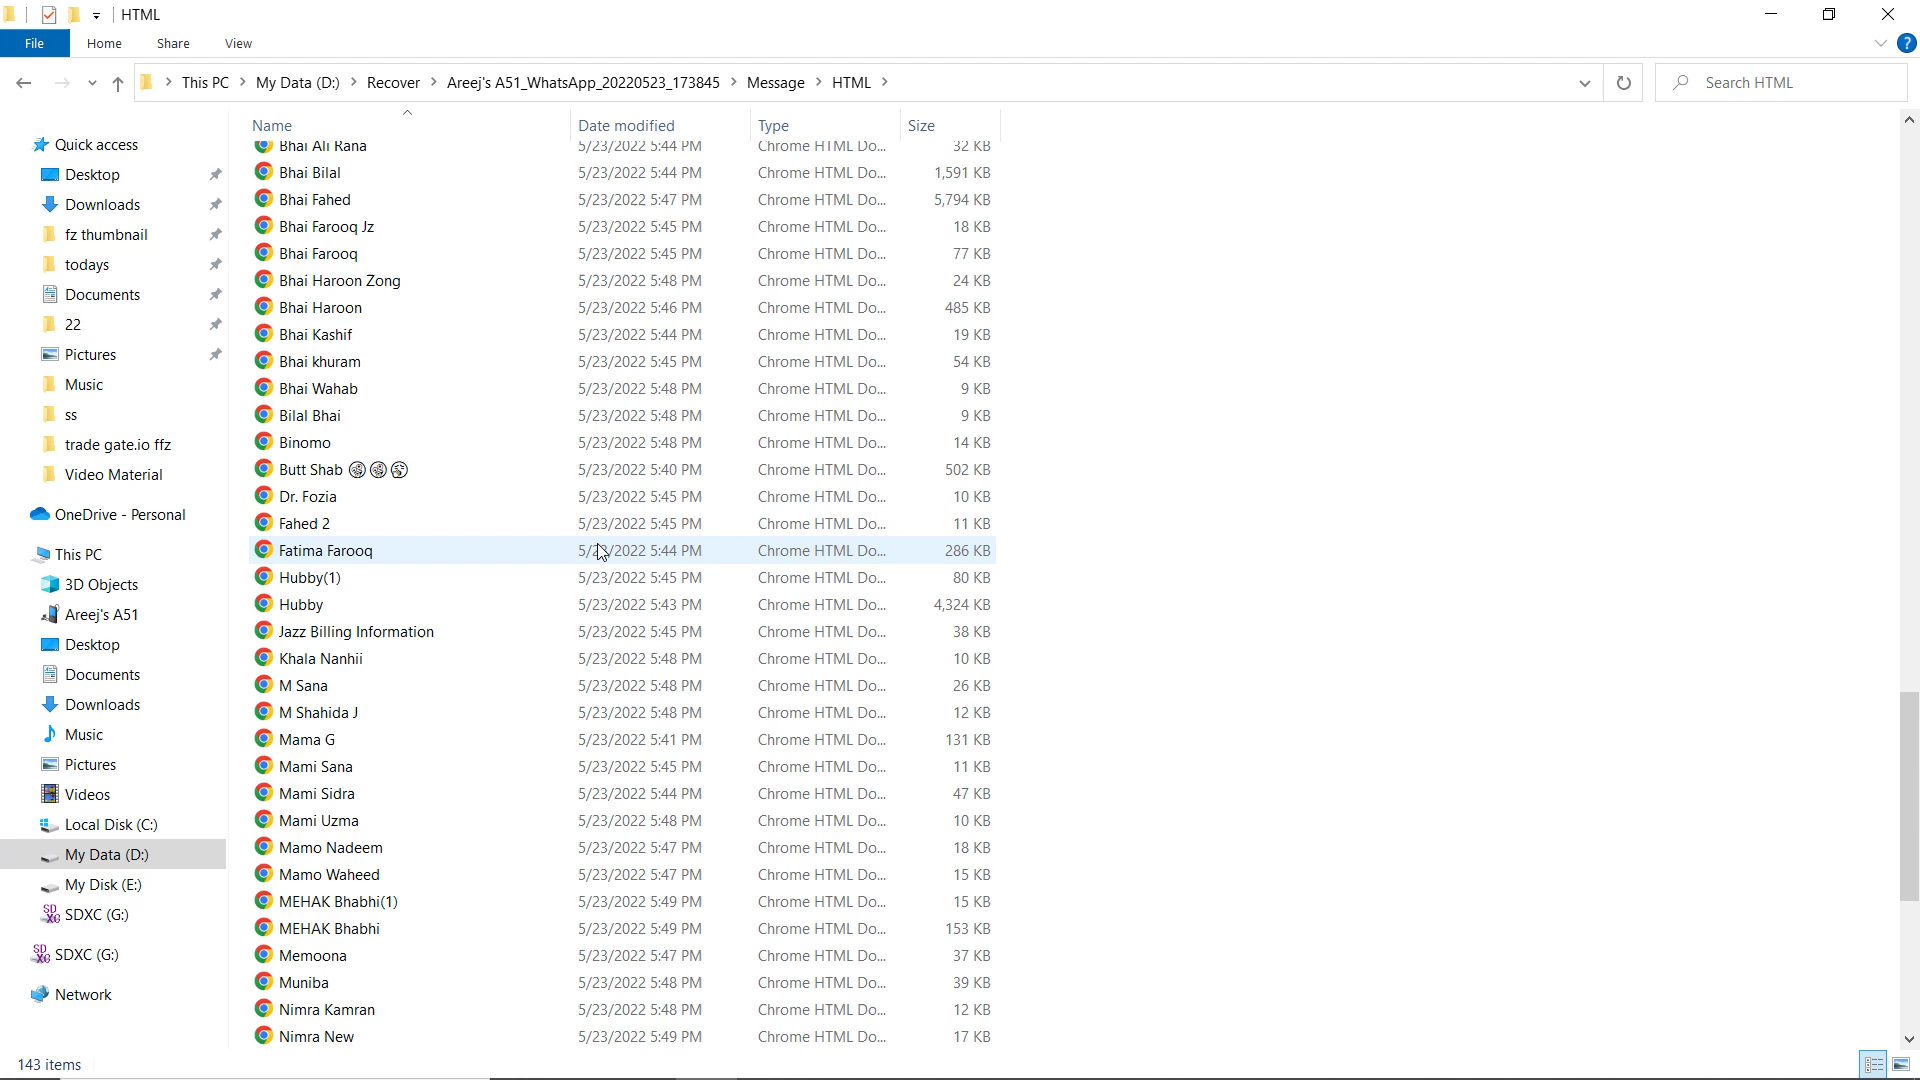 HTML
File Home Share View
This PC My Data (D:) Recover Areej's A51_WhatsApp_20220523_173845 Message HTML Search HTML
Name Date modified Type Size
Quick access
Desktop
Downloads
fz thumbnail
todays
Documents
22
Pictures
Music
ss
trade gate.io ffz
Video Material
OneDrive - Personal
This PC
3D Objects
Areej's A51
Desktop
Documents
Downloads
Music
Pictures
Videos
Local Disk (C:)
My Data (D:)
My Disk (E:)
SDXC (G:)
SDXC (G:)
Network
Bhai Ali Rana 5/23/2022 5:44 PM Chrome HTML Do... 32 KB
Bhai Bilal 5/23/2022 5:44 PM Chrome HTML Do... 1,591 KB
Bhai Fahed 5/23/2022 5:47 PM Chrome HTML Do... 5,794 KB
Bhai Farooq Jz 5/23/2022 5:45 PM Chrome HTML Do... 18 KB
Bhai Farooq 5/23/2022 5:45 PM Chrome HTML Do... 77 KB
Bhai Haroon Zong 5/23/2022 5:48 PM Chrome HTML Do... 24 KB
Bhai Haroon 5/23/2022 5:46 PM Chrome HTML Do... 485 KB
Bhai Kashif 5/23/2022 5:44 PM Chrome HTML Do... 19 KB
Bhai khuram 5/23/2022 5:45 PM Chrome HTML Do... 54 KB
Bhai Wahab 5/23/2022 5:48 PM Chrome HTML Do... 9 KB
Bilal Bhai 5/23/2022 5:48 PM Chrome HTML Do... 9 KB
Binomo 5/23/2022 5:48 PM Chrome HTML Do... 14 KB
Butt Shab 5/23/2022 5:40 PM Chrome HTML Do... 502 KB
Dr. Fozia 5/23/2022 5:45 PM Chrome HTML Do... 10 KB
Fahed 2 5/23/2022 5:45 PM Chrome HTML Do... 11 KB
Fatima Farooq 5/23/2022 5:44 PM Chrome HTML Do... 286 KB
Hubby(1) 5/23/2022 5:45 PM Chrome HTML Do... 80 KB
Hubby 5/23/2022 5:43 PM Chrome HTML Do... 4,324 KB
Jazz Billing Information 5/23/2022 5:45 PM Chrome HTML Do... 38 KB
Khala Nanhii 5/23/2022 5:48 PM Chrome HTML Do... 10 KB
M Sana 5/23/2022 5:48 PM Chrome HTML Do... 26 KB
M Shahida J 5/23/2022 5:48 PM Chrome HTML Do... 12 KB
Mama G 5/23/2022 5:41 PM Chrome HTML Do... 131 KB
Mami Sana 5/23/2022 5:45 PM Chrome HTML Do... 11 KB
Mami Sidra 5/23/2022 5:44 PM Chrome HTML Do... 47 KB
Mami Uzma 5/23/2022 5:48 PM Chrome HTML Do... 10 KB
Mamo Nadeem 5/23/2022 5:47 PM Chrome HTML Do... 18 KB
Mamo Waheed 5/23/2022 5:47 PM Chrome HTML Do... 15 KB
MEHAK Bhabhi(1) 5/23/2022 5:49 PM Chrome HTML Do... 15 KB
MEHAK Bhabhi 5/23/2022 5:49 PM Chrome HTML Do... 153 KB
Memoona 5/23/2022 5:47 PM Chrome HTML Do... 37 KB
Muniba 5/23/2022 5:48 PM Chrome HTML Do... 39 KB
Nimra Kamran 5/23/2022 5:48 PM Chrome HTML Do... 12 KB
Nimra New 5/23/2022 5:49 PM Chrome HTML Do... 17 KB
143 items